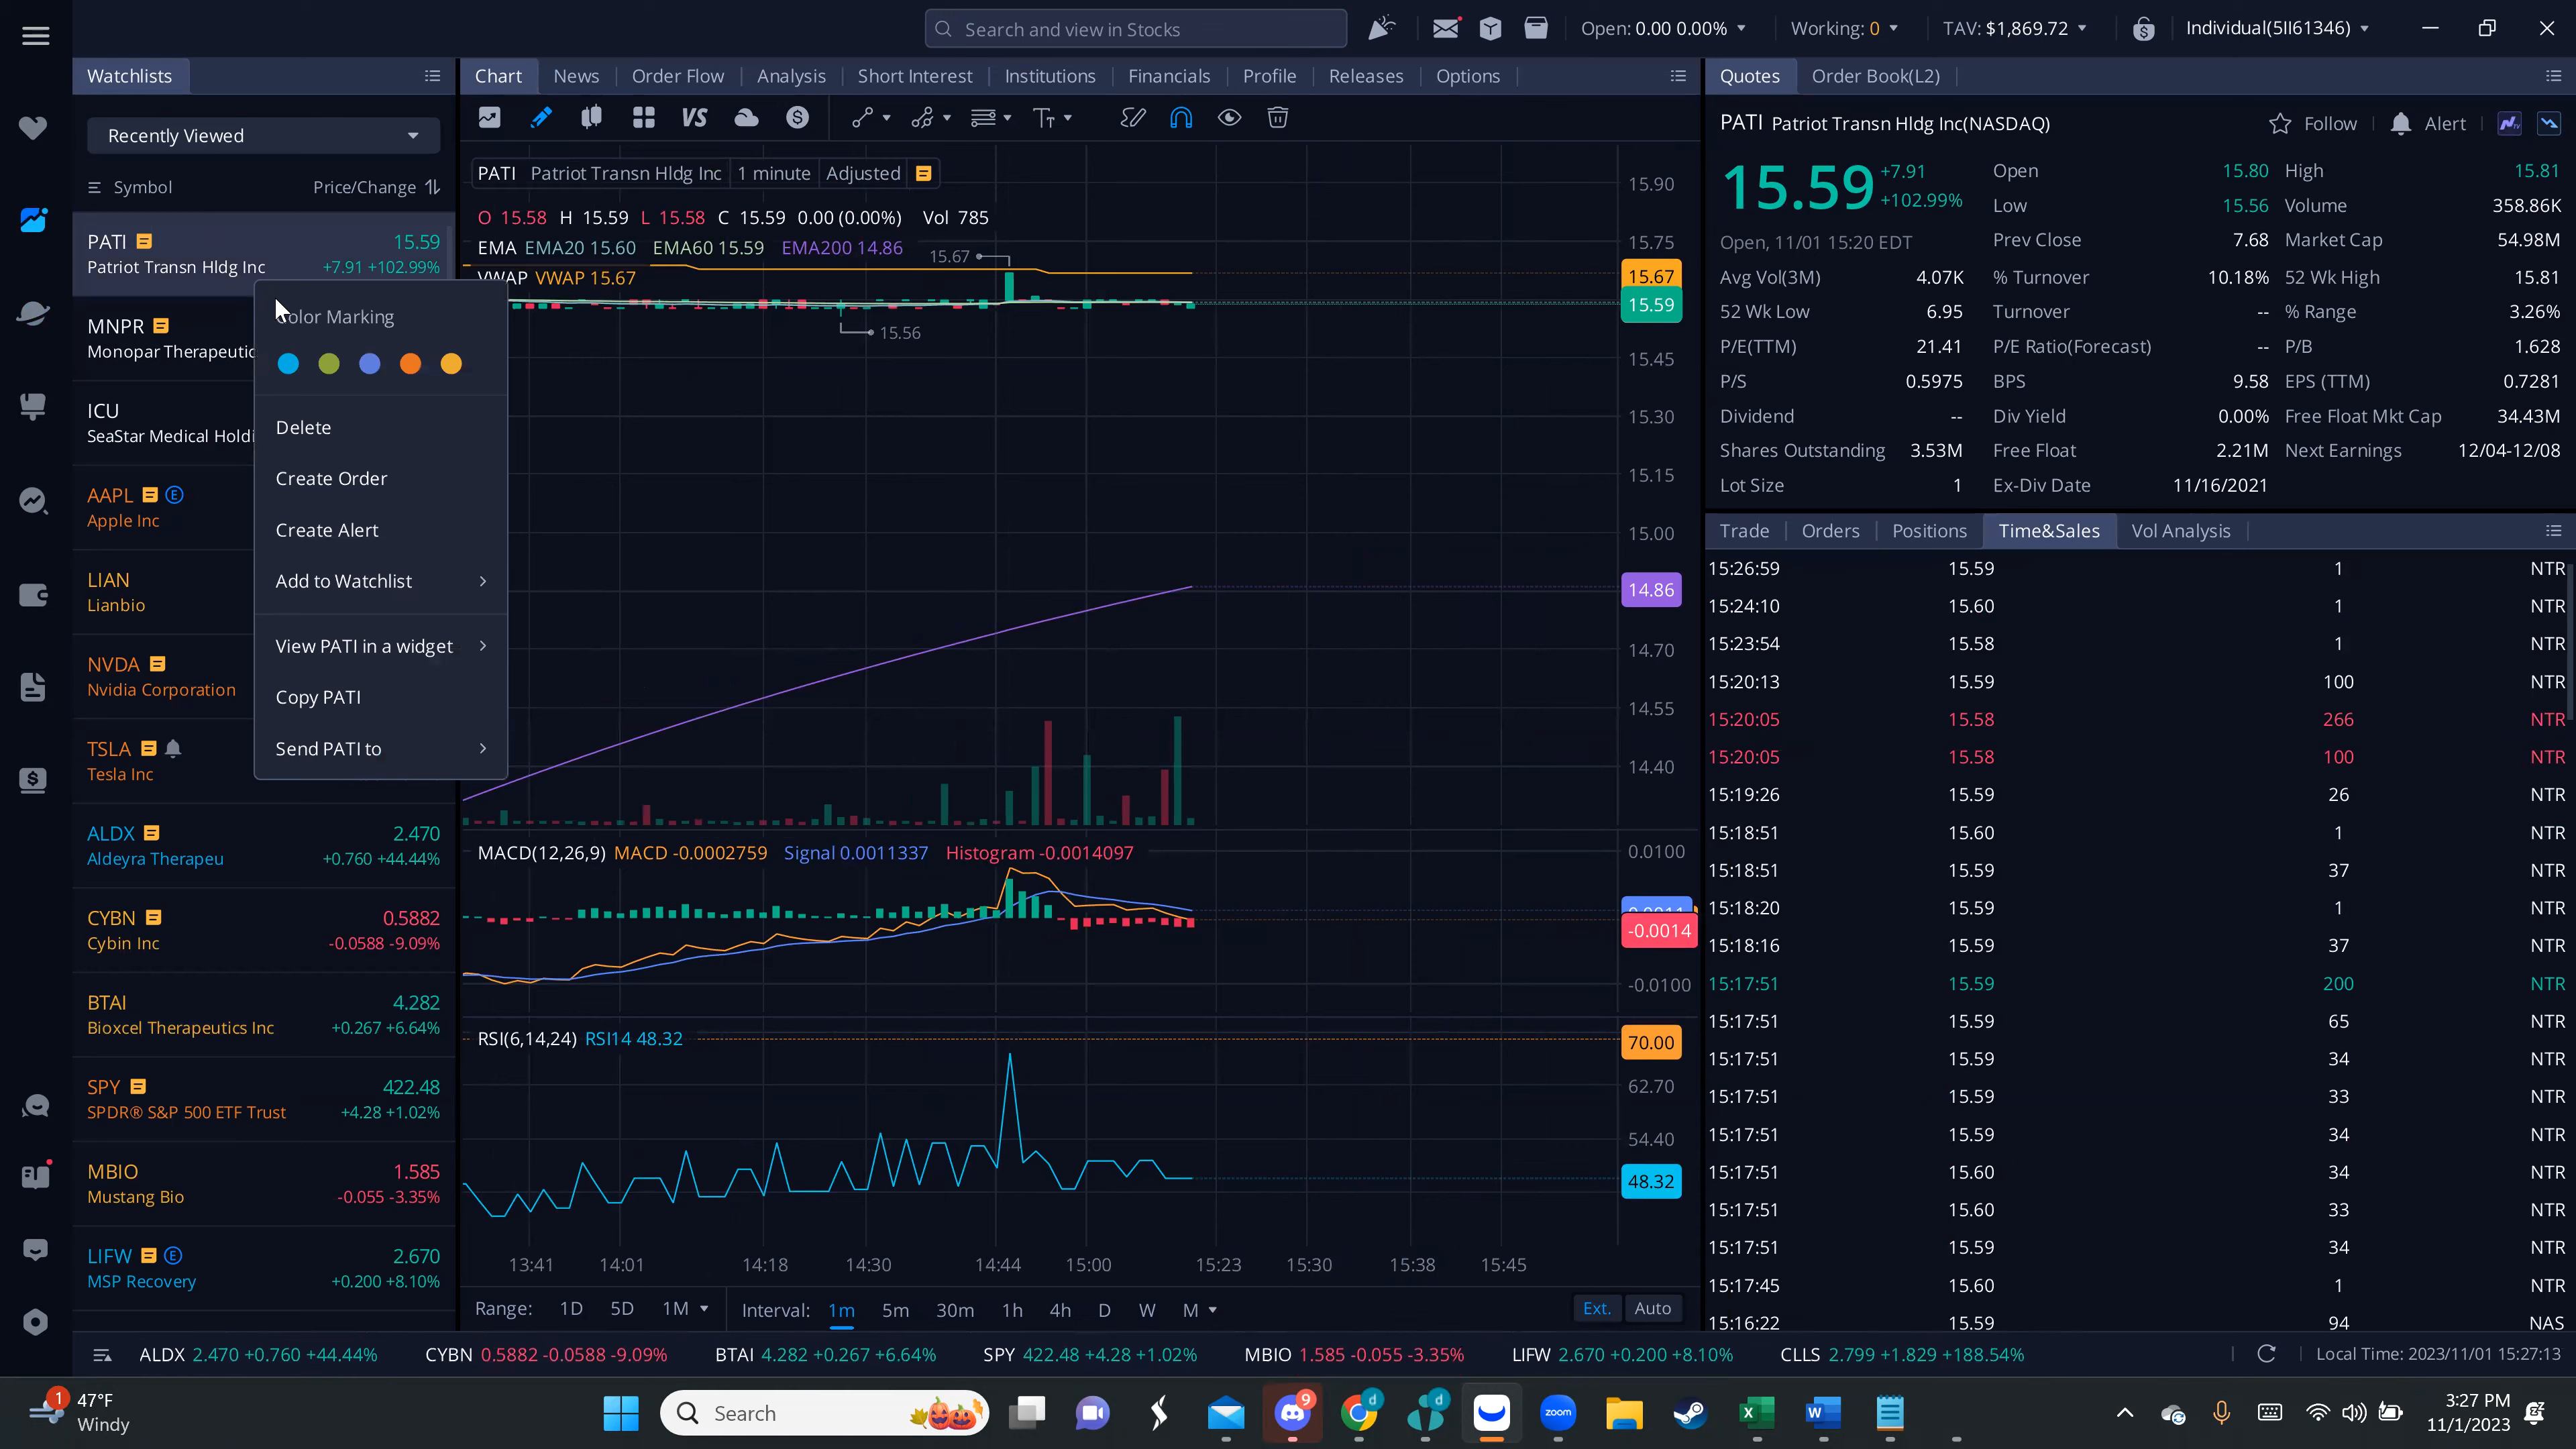 Search and view in Stocks
Open: 0.00 0.00%
Working: 0
TAV: $1,869.72
Individual(5II61346)
Watchlists
Recently Viewed
Symbol Price/Change
PATI 15.59
Patriot Transn Hldg Inc +7.91 +102.99%
MNPR
Monopar Therapeutic
ICU
SeaStar Medical Holdi
AAPL E
Apple Inc
LIAN
Lianbio
NVDA
Nvidia Corporation
TSLA
Tesla Inc
ALDX 2.470
Aldeyra Therapeu +0.760 +44.44%
CYBN 0.5882
Cybin Inc -0.0588 -9.09%
BTAI 4.282
Bioxcel Therapeutics Inc +0.267 +6.64%
SPY 422.48
SPDR® S&P 500 ETF Trust +4.28 +1.02%
MBIO 1.585
Mustang Bio -0.055 -3.35%
LIFW E 2.670
MSP Recovery +0.200 +8.10%
olor Marking
Delete
Create Order
Create Alert
Add to Watchlist
View PATI in a widget
Copy PATI
Send PATI to
Chart News Order Flow Analysis Short Interest Institutions Financials Profile Releases Options
VS
PATI Patriot Transn Hldg Inc 1 minute Adjusted
O 15.58 H 15.59 L 15.58 C 15.59 0.00 (0.00%) Vol 785
EMA EMA20 15.60 EMA60 15.59 EMA200 14.86
VWAP VWAP 15.67
15.67
15.56
15.90
15.75
15.67
15.59
15.45
15.30
15.15
15.00
14.86
14.70
14.55
14.40
MACD(12,26,9) MACD -0.0002759 Signal 0.0011337 Histogram -0.0014097
0.0100
-0.0014
-0.0100
RSI(6,14,24) RSI14 48.32
70.00
62.70
54.40
48.32
13:41 14:01 14:18 14:30 14:44 15:00 15:23 15:30 15:38 15:45
Range: 1D 5D 1M
Interval: 1m 5m 30m 1h 4h D W M
Ext. Auto
Quotes Order Book(L2)
PATI Patriot Transn Hldg Inc(NASDAQ)
Follow Alert
15.59 +7.91
+102.99%
Open, 11/01 15:20 EDT
Open 15.80 High 15.81
Low 15.56 Volume 358.86K
Prev Close 7.68 Market Cap 54.98M
Avg Vol(3M) 4.07K % Turnover 10.18% 52 Wk High 15.81
52 Wk Low 6.95 Turnover -- % Range 3.26%
P/E(TTM) 21.41 P/E Ratio(Forecast) -- P/B 1.628
P/S 0.5975 BPS 9.58 EPS (TTM) 0.7281
Dividend -- Div Yield 0.00% Free Float Mkt Cap 34.43M
Shares Outstanding 3.53M Free Float 2.21M Next Earnings 12/04-12/08
Lot Size 1 Ex-Div Date 11/16/2021
Trade Orders Positions Time&Sales Vol Analysis
15:26:59 15.59 1 NTR
15:24:10 15.60 1 NTR
15:23:54 15.58 1 NTR
15:20:13 15.59 100 NTR
15:20:05 15.58 266 NTR
15:20:05 15.58 100 NTR
15:19:26 15.59 26 NTR
15:18:51 15.60 1 NTR
15:18:51 15.59 37 NTR
15:18:20 15.59 1 NTR
15:18:16 15.59 37 NTR
15:17:51 15.59 200 NTR
15:17:51 15.59 65 NTR
15:17:51 15.59 34 NTR
15:17:51 15.59 33 NTR
15:17:51 15.59 34 NTR
15:17:51 15.60 34 NTR
15:17:51 15.60 33 NTR
15:17:51 15.59 34 NTR
15:17:45 15.60 1 NTR
15:16:22 15.59 94 NAS
ALDX 2.470 +0.760 +44.44% CYBN 0.5882 -0.0588 -9.09% BTAI 4.282 +0.267 +6.64% SPY 422.48 +4.28 +1.02% MBIO 1.585 -0.055 -3.35% LIFW 2.670 +0.200 +8.10% CLLS 2.799 +1.829 +188.54%
Local Time: 2023/11/01 15:27:13
1
47°F
Windy
Search
9
d
d
zoom
X
W
3:27 PM
11/1/2023